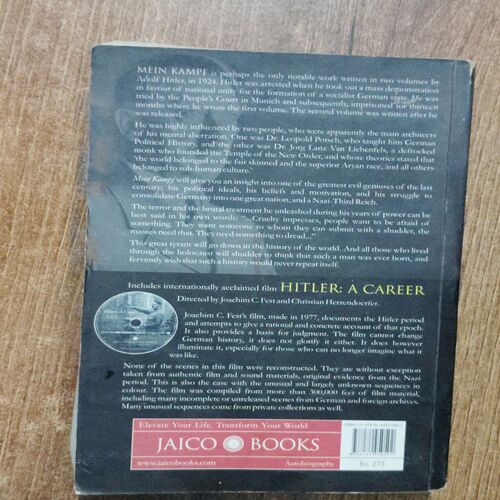 MEIN KAMPF is perhaps the only notable work written in two volumes by
Adolf Hitler, in 1924. Hitler was arrested when he took out a mass demonstration
in favour of national unity for the formation of a socialist German state. He was
tried by the People's Court in Munich and subsequently, imprisoned for thirteen
months where he wrote the first volume. The second volume was written after he
was released.
He was highly influenced by two people, who were apparently the main architects
of his mental aberration. One was Dr. Leopold Poetsch, who taught him German
Political History, and the other was Dr. Jorg Lanz Van Liebenfels, a defrocked
monk who founded the Temple of the New Order, and whose theories stated that
'the world belonged to the fair skinned and the superior Aryan race, and all others
belonged to sub-human culture.'
Mein Kampf will give you an insight into one of the greatest evil geniuses of the last
century; his political ideals, his beliefs and motivation, and his struggle to
consolidate Germany into one great nation, and a Nazi-Third Reich.
The terror and the brutal treatment he unleashed during his years of power can be
best said in his own words: "...Cruelty impresses, people want to be afraid of
something. They want someone to whom they can submit with a shudder, the
masses need that. They need something to dread..."
This great tyrant will go down in the history of the world. And all those who lived
through the holocaust will shudder to think that such a man was ever born, and
fervently wish that such a history would never repeat itself.
Includes internationally acclaimed film HITLER: A CAREER
Directed by Joachim C. Fest and Christian Herrendoerfer.
Joachim C. Fest's film, made in 1977, documents the Hitler period
and attempts to give a rational and concrete account of that epoch.
It also provides a basis for judgment. The film cannot change
German history, it does not glorify it either. It does however
illuminate it, especially for those who can no longer imagine what it
was like.
None of the scenes in this film were reconstructed. They are without exception
taken from authentic film and sound materials, original evidence from the Nazi
period. This is also the case with the unusual and largely unknown sequences in
colour. The film was compiled from more than 300,000 feet of film material,
including many incomplete or unreleased scenes from German and foreign archives.
Many unusual sequences come from private collections as well.
Elevate Your Life. Transform Your World.
JAICO BOOKS
www.jaicobooks.com
Autobiography
Rs. 275